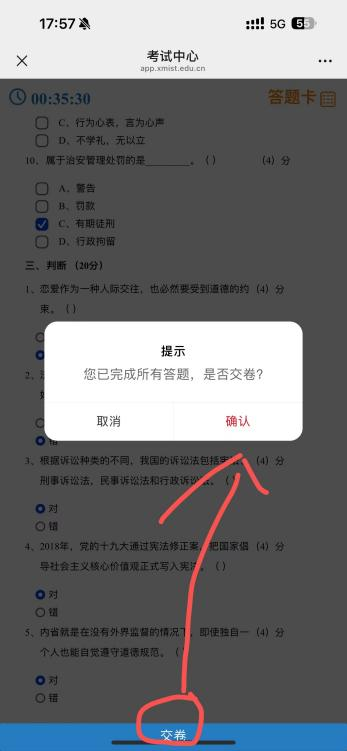 17:57
5G 55
考试中心
app.xmist.edu.cn
00:35:30
答题卡
C、行为心表，言为心声
D、不学礼，无以立
10、属于治安管理处罚的是________。（ ） （4）分
A、警告
B、罚款
C、有期徒刑
D、行政拘留
三、判断 （20分）
1、恋爱作为一种人际交往，也必然要受到道德的约 （4）分
束。（ ）
2、
提示
您已完成所有答题，是否交卷？
取消
确认
错
3、根据诉讼种类的不同，我国的诉讼法包括 （4）分
刑事诉讼法，民事诉讼法和行政诉讼法。（ ）
对
错
4、2018年，党的十九大通过宪法修正案，把国家倡 （4）分
导社会主义核心价值观正式写入宪法。（ ）
对
错
5、内省就是在没有外界监督的情况下，即使独自一 （4）分
个人也能自觉遵守道德规范。（ ）
对
错
交卷